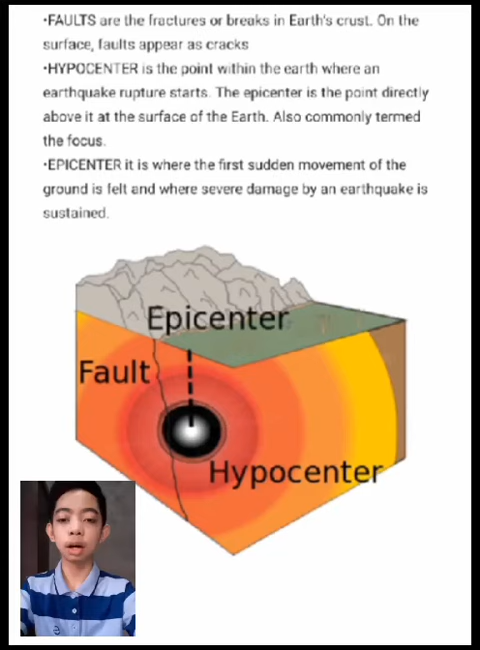 •FAULTS are the fractures or breaks in Earth's crust. On the
surface, faults appear as cracks
•HYPOCENTER is the point within the earth where an
earthquake rupture starts. The epicenter is the point directly
above it at the surface of the Earth. Also commonly termed
the focus.
•EPICENTER it is where the first sudden movement of the
ground is felt and where severe damage by an earthquake is
sustained.
Epicenter
Fault
Hypocenter